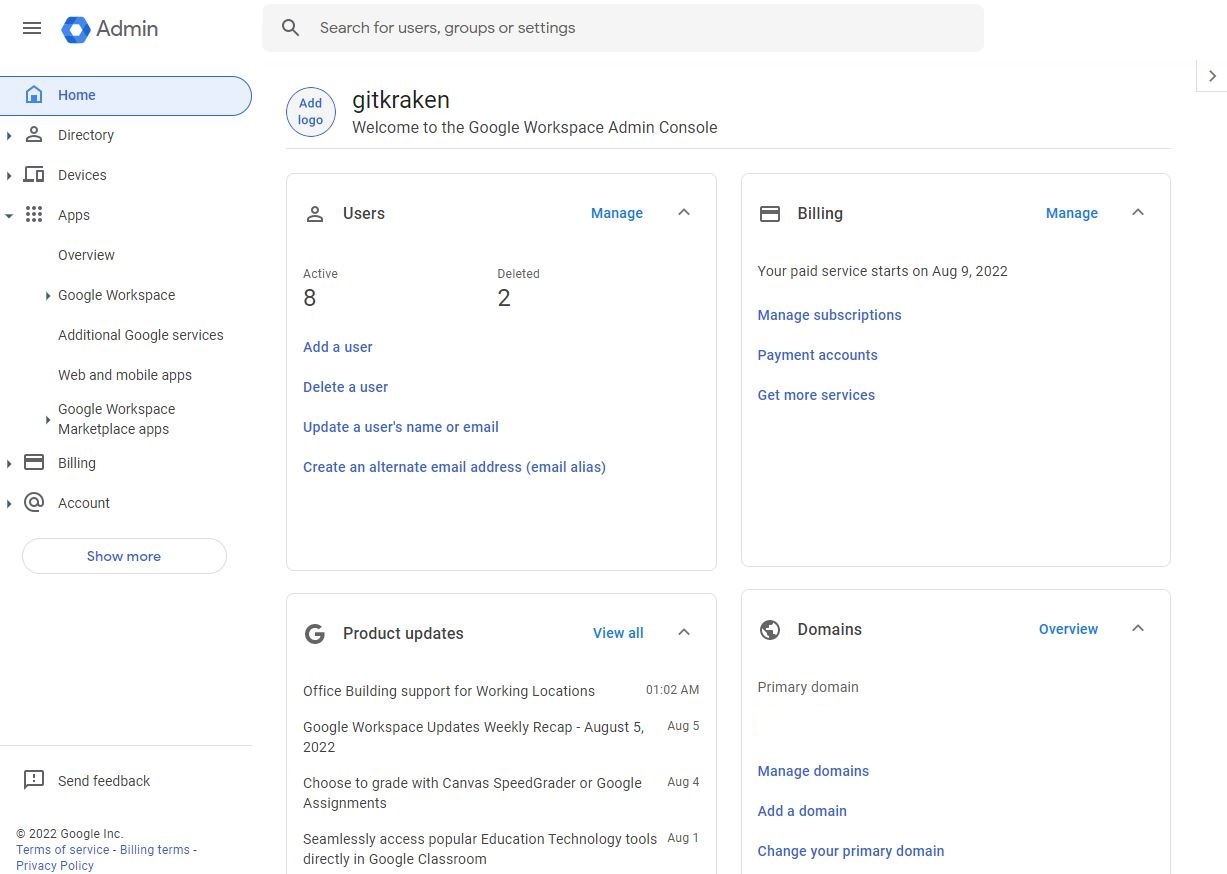 Admin
Search for users, groups or settings
Home
Directory
Devices
Apps
Overview
Google Workspace
Additional Google services
Web and mobile apps
Google Workspace
Marketplace apps
Billing
Account
Show more
Send feedback
© 2022 Google Inc.
Terms of service - Billing terms -
Privacy Policy
Add
logo
gitkraken
Welcome to the Google Workspace Admin Console
Users Manage
Active Deleted
8 2
Add a user
Delete a user
Update a user's name or email
Create an alternate email address (email alias)
Billing Manage
Your paid service starts on Aug 9, 2022
Manage subscriptions
Payment accounts
Get more services
Product updates View all
Office Building support for Working Locations 01:02 AM
Google Workspace Updates Weekly Recap - August 5, Aug 5
2022
Choose to grade with Canvas SpeedGrader or Google Aug 4
Assignments
Seamlessly access popular Education Technology tools Aug 1
directly in Google Classroom
Domains Overview
Primary domain
Manage domains
Add a domain
Change your primary domain